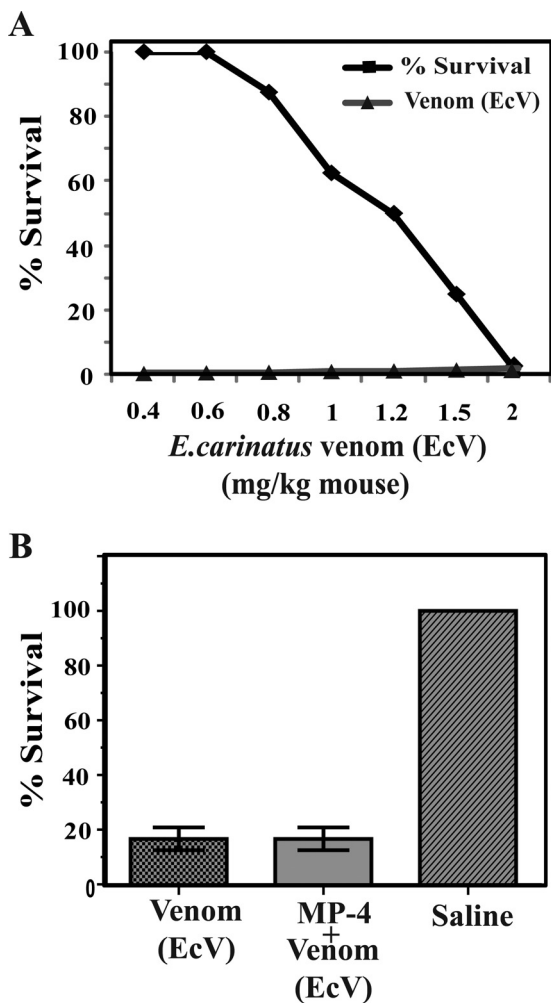 A
% Survival
100
80
60
40
20
0
% Survival
Venom (EcV)
0.4 0.6 0.8 1 1.2 1.5 2
E.carinatus venom (EcV)
(mg/kg mouse)
B
% Survival
100
80
60
40
20
0
Venom
(EcV)
MP-4
+
Venom
(EcV)
Saline